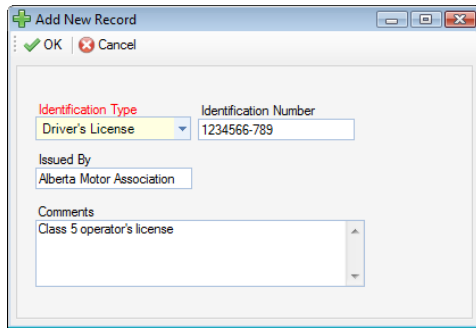 Add New Record
OK Cancel
Identification Type Identification Number
Driver's License 1234566-789
Issued By
Alberta Motor Association
Comments
Class 5 operator's license